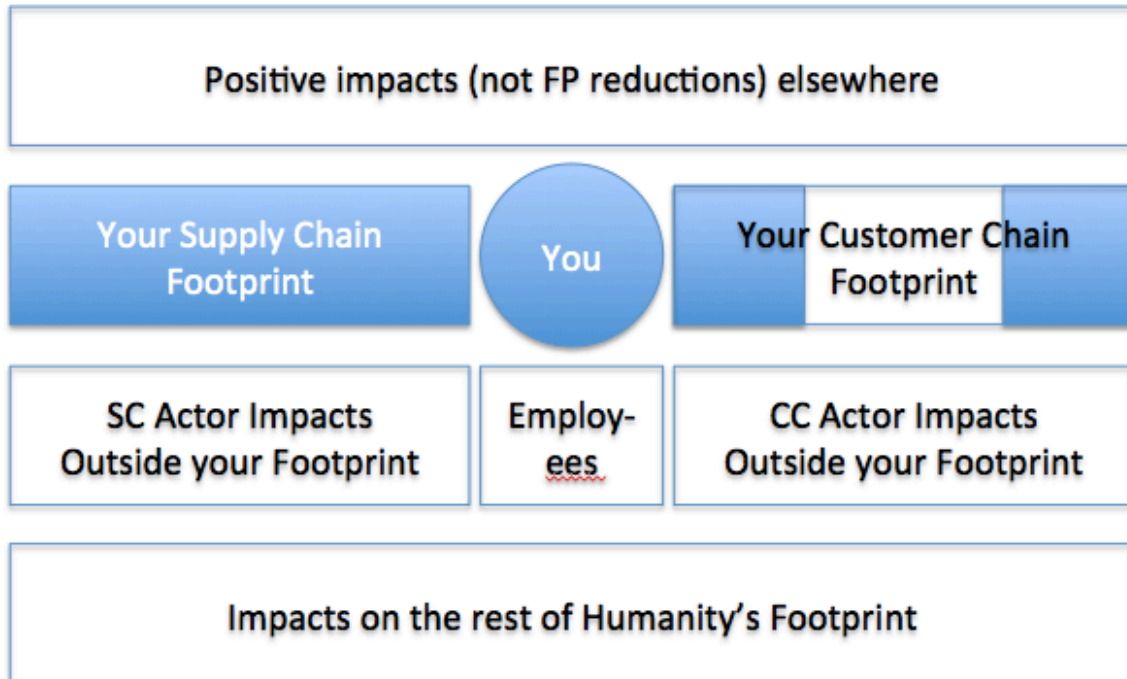 Positive impacts (not FP reductions) elsewhere
Your Supply Chain
Footprint
You
Your Customer Chain
Footprint
SC Actor Impacts
Outside your Footprint
Employ-
ees
CC Actor Impacts
Outside your Footprint
Impacts on the rest of Humanity’s Footprint